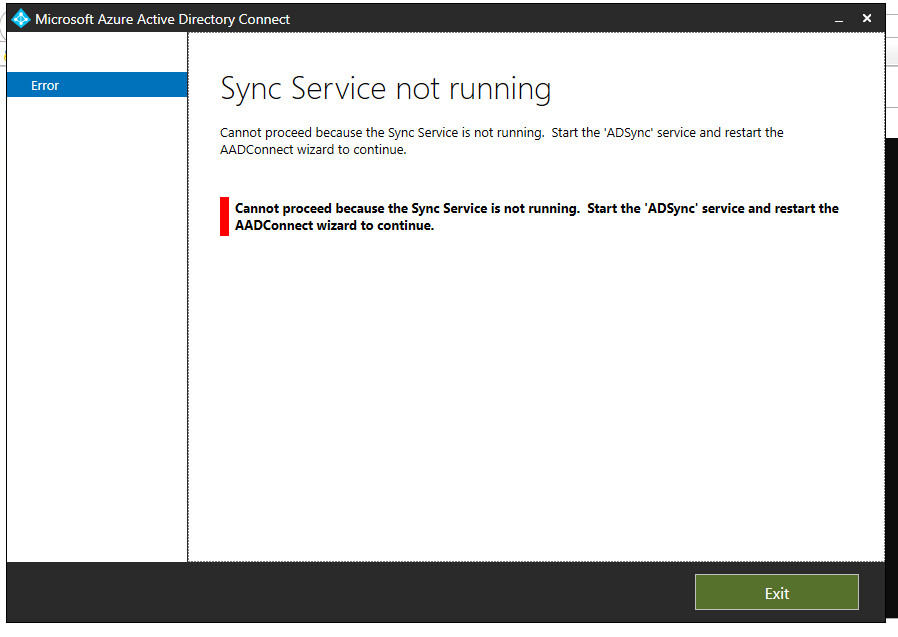 Microsoft Azure Active Directory Connect
Error
Sync Service not running
Cannot proceed because the Sync Service is not running.  Start the 'ADSync' service and restart the
AADConnect wizard to continue.
Cannot proceed because the Sync Service is not running.  Start the 'ADSync' service and restart the
AADConnect wizard to continue.
Exit